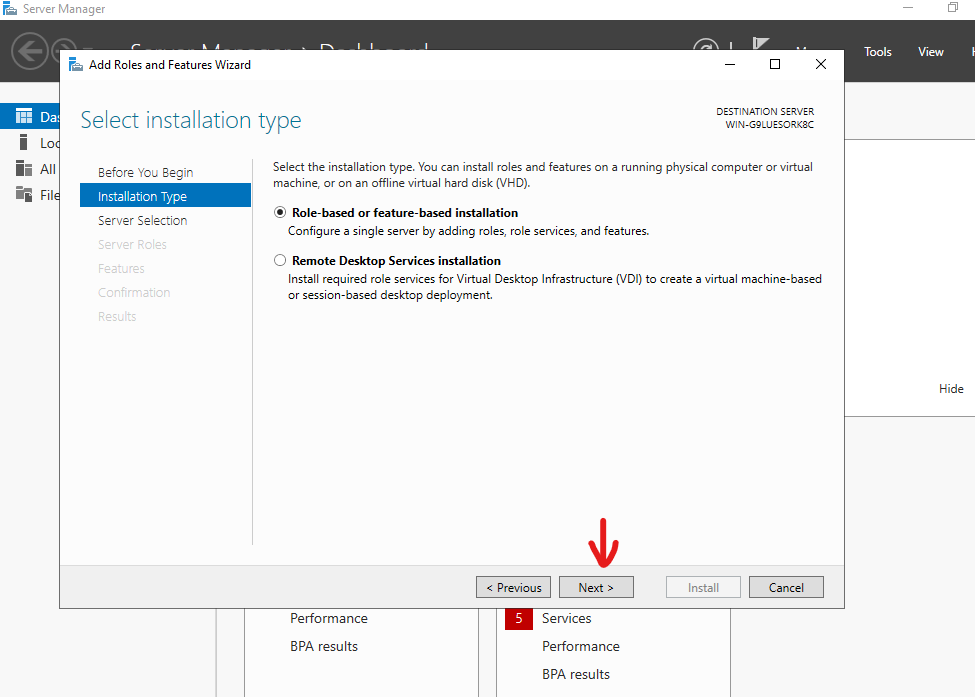 Server Manager
Server Manager › Dashboard
Tools
View
Add Roles and Features Wizard
Select installation type
DESTINATION SERVER
WIN-G9LUESORK8C
Before You Begin
Installation Type
Server Selection
Server Roles
Features
Confirmation
Results
Select the installation type. You can install roles and features on a running physical computer or virtual
machine, or on an offline virtual hard disk (VHD).
Role-based or feature-based installation
Configure a single server by adding roles, role services, and features.
Remote Desktop Services installation
Install required role services for Virtual Desktop Infrastructure (VDI) to create a virtual machine-based
or session-based desktop deployment.
All
Hide
< Previous
Next >
Install
Cancel
Performance
BPA results
5
Services
Performance
BPA results